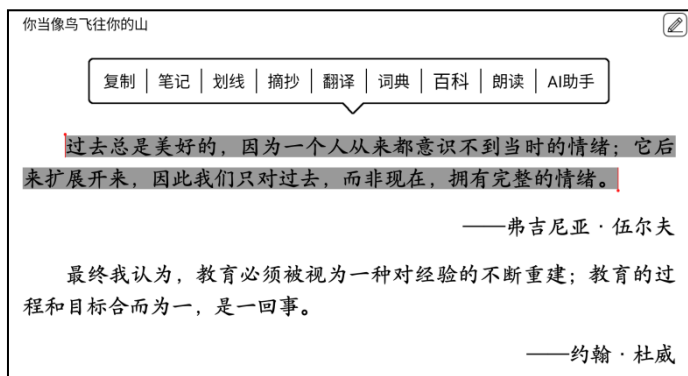 你当像鸟飞往你的山
复制 笔记 划线 摘抄 翻译 词典 百科 朗读 AI助手
过去总是美好的，因为一个人从来都意识不到当时的情绪；它后
来扩展开来，因此我们只对过去，而非现在，拥有完整的情绪。
——弗吉尼亚·伍尔夫
最终我认为，教育必须被视为一种对经验的不断重建；教育的过
程和目标合而为一，是一回事。
——约翰·杜威